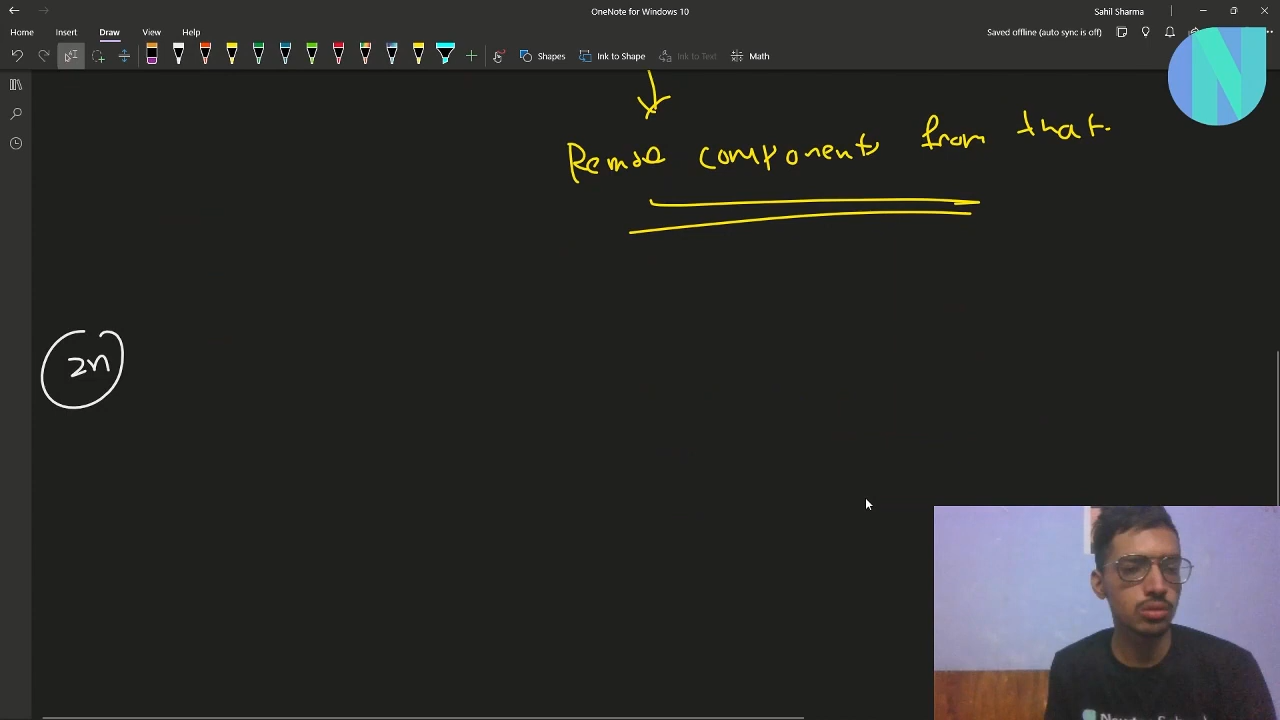 OneNote for Windows 10
Sahil Sharma
Home Insert Draw View Help
Saved offline (auto sync is off)
Shapes Ink to Shape Ink to Text Math
components from that.
2n